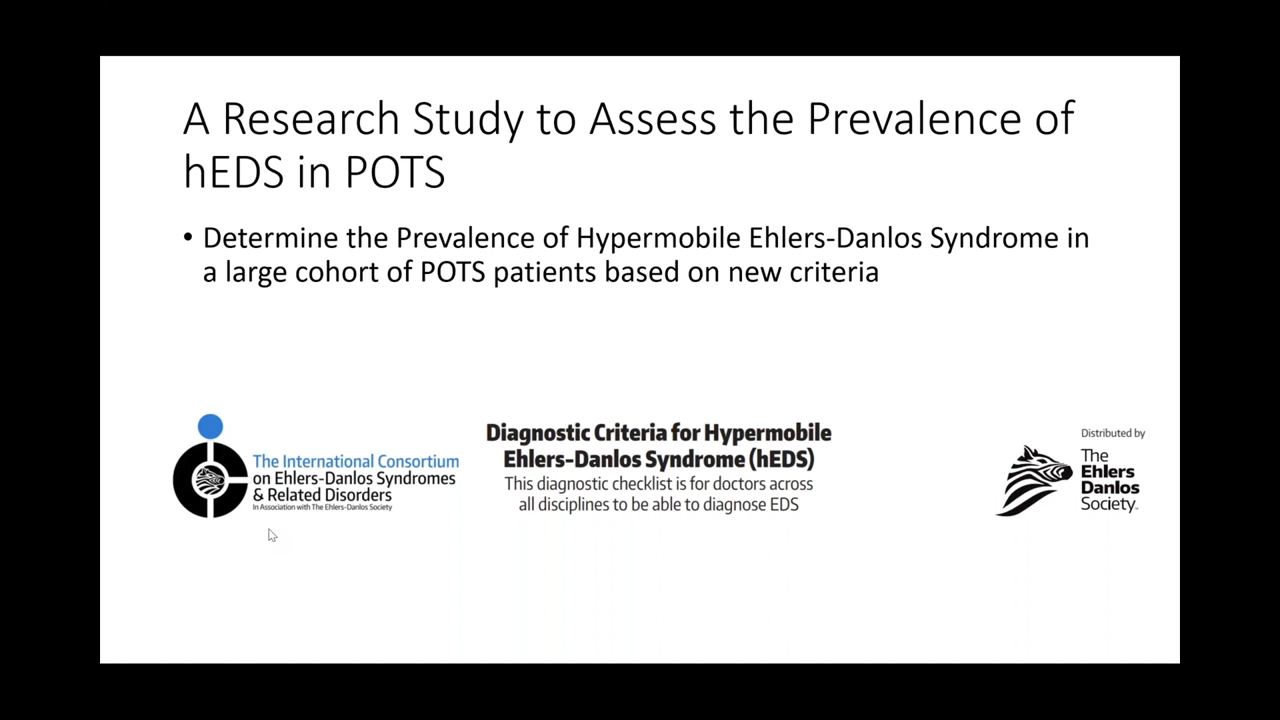 A Research Study to Assess the Prevalence of
hEDS in POTS
• Determine the Prevalence of Hypermobile Ehlers-Danlos Syndrome in
a large cohort of POTS patients based on new criteria
The International Consortium
on Ehlers-Danlos Syndromes
& Related Disorders
In Association with The Ehlers-Danlos Society
Diagnostic Criteria for Hypermobile
Ehlers-Danlos Syndrome (hEDS)
This diagnostic checklist is for doctors across
all disciplines to be able to diagnose EDS
Distributed by
The
Ehlers
Danlos
Society™